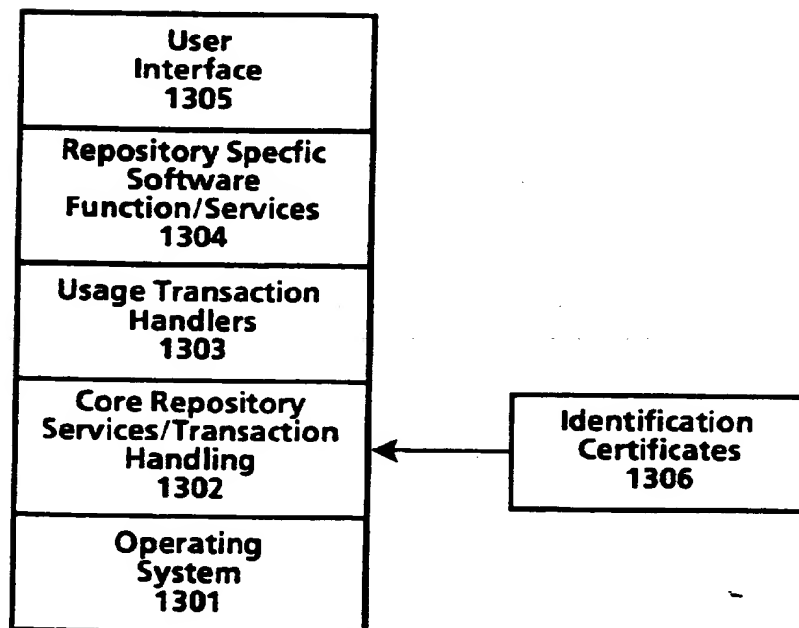 User
Interface
1305
Repository Specfic
Software
Function/Services
1304
Usage Transaction
Handlers
1303
Core Repository
Services/Transaction
Handling
1302
Operating
System
1301
Identification
Certificates
1306